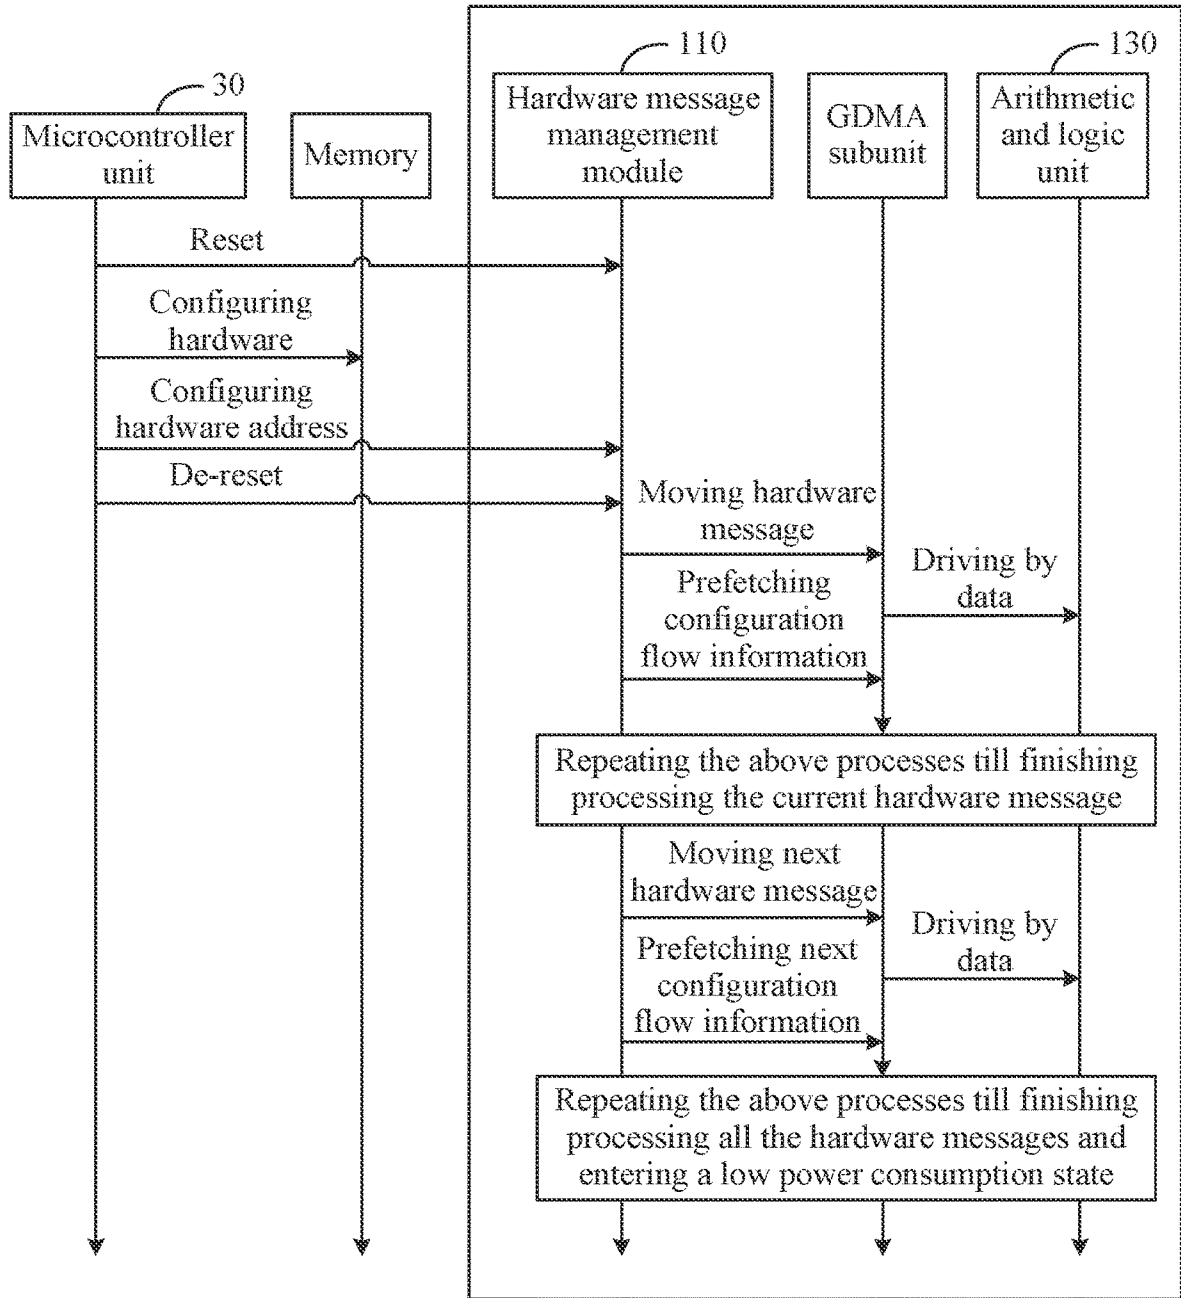 30
110
130
Microcontroller
unit
Memory
Hardware message
management
module
GDMA
subunit
Arithmetic
and logic
unit
Reset
Configuring
hardware
Configuring
hardware address
De-reset
Moving hardware
message
Prefetching
configuration
flow information
Driving by
data
Repeating the above processes till finishing
processing the current hardware message
Moving next
hardware message
Prefetching next
configuration
flow information
Driving by
data
Repeating the above processes till finishing
processing all the hardware messages and
entering a low power consumption state